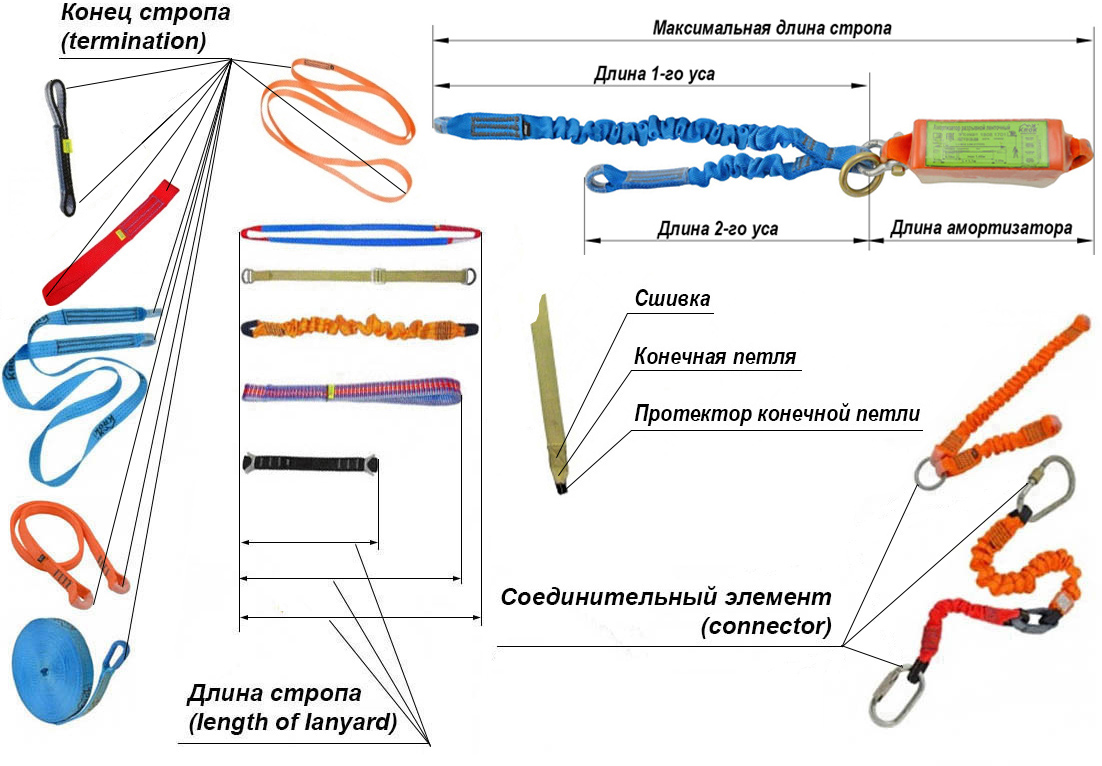 Конец стропа
(termination)
Максимальная длина стропа
Длина 1-го уса
Длина 2-го уса
Длина амортизатора
Сшивка
Конечная петля
Протектор конечной петли
Соединительный элемент
(connector)
Длина стропа
(length of lanyard)